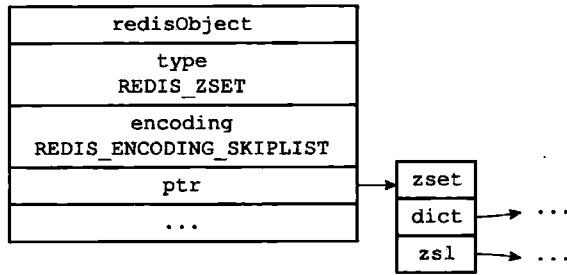 redisObject
type
REDIS_ZSET
encoding
REDIS_ENCODING_SKIPLIST
ptr
...
zset
dict
...
zsl
...